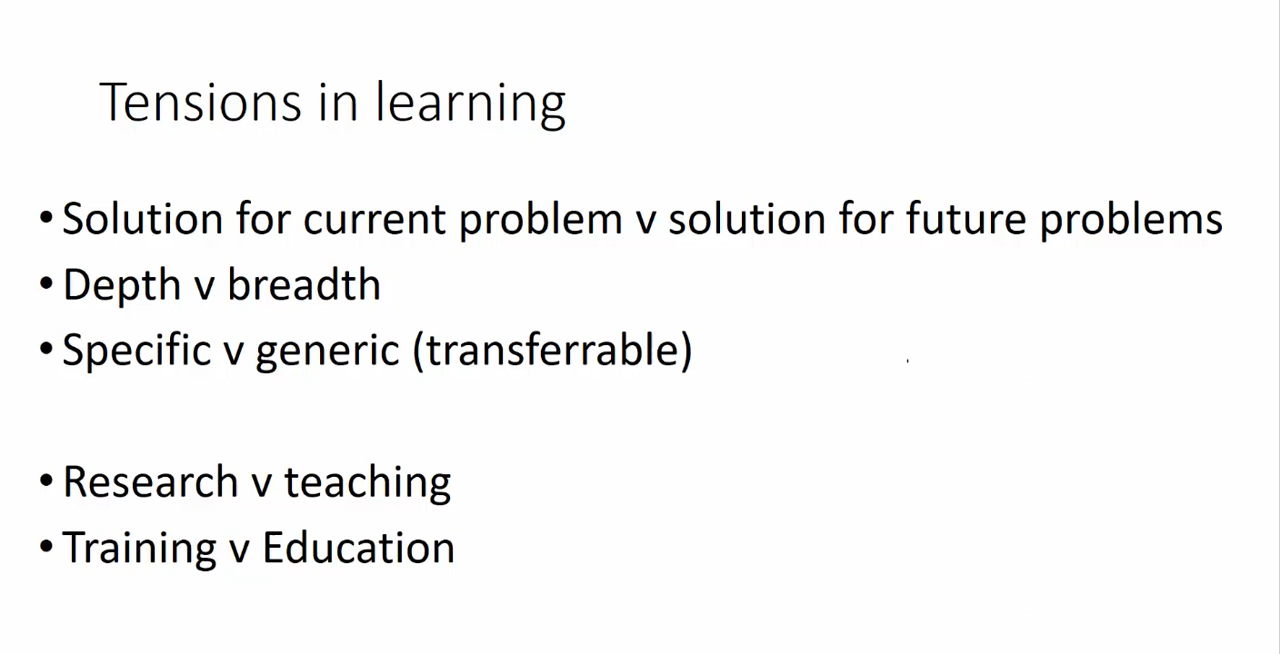 Tensions in learning
• Solution for current problem v solution for future problems
• Depth v breadth
• Specific v generic (transferrable)
• Research v teaching
• Training v Education